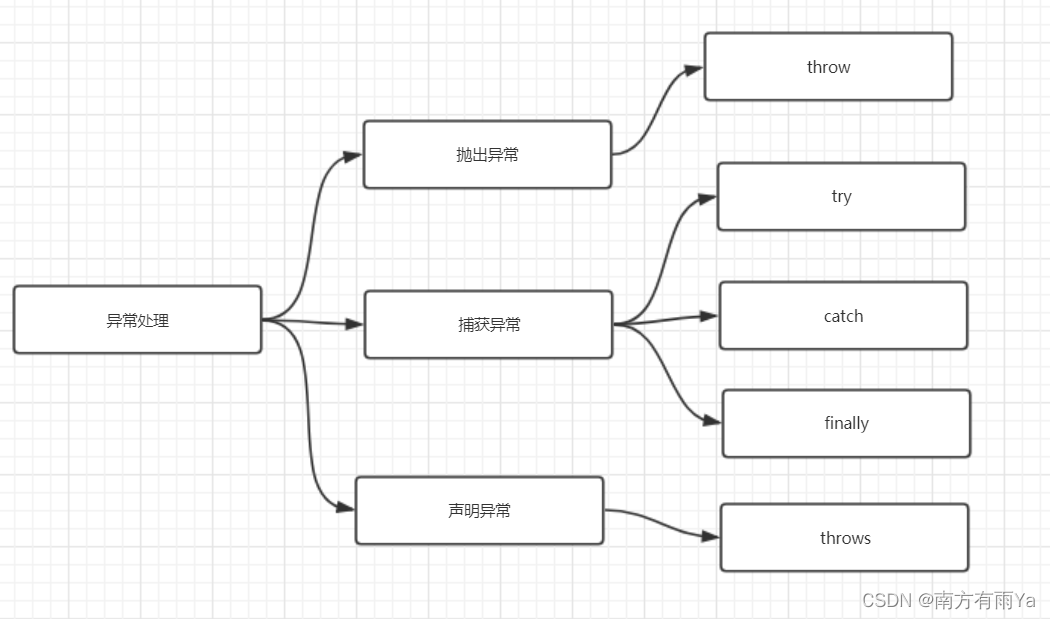 throw
抛出异常
try
异常处理
捕获异常
catch
finally
声明异常
throws
CSDN @南方有雨Ya